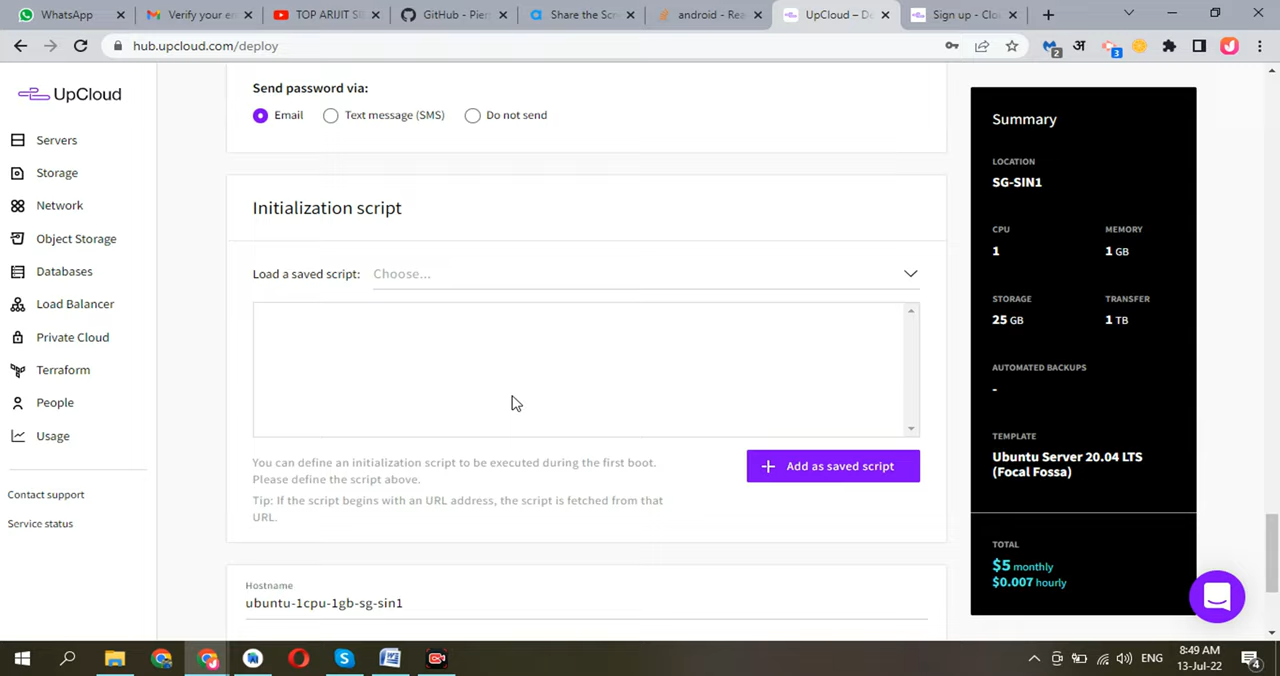 WhatsApp
Verify your er
TOP ARIJIT SI
GitHub - Pier
Share the Scre
android - Rea
UpCloud – De
Sign up - Clou
hub.upcloud.com/deploy
2
अ
3
UpCloud
Servers
Storage
Network
Object Storage
Databases
Load Balancer
Private Cloud
Terraform
People
Usage
Contact support
Service status
Send password via:
Email
Text message (SMS)
Do not send
Initialization script
Load a saved script:
Choose...
You can define an initialization script to be executed during the first boot.
Please define the script above.
Tip: If the script begins with an URL address, the script is fetched from that
URL.
Add as saved script
Hostname
ubuntu-1cpu-1gb-sg-sin1
Summary
LOCATION
SG-SIN1
CPU MEMORY
1 1 GB
STORAGE TRANSFER
25 GB 1 TB
AUTOMATED BACKUPS
-
TEMPLATE
Ubuntu Server 20.04 LTS
(Focal Fossa)
TOTAL
$5 monthly
$0.007 hourly
ENG
8:49 AM
13-Jul-22
4